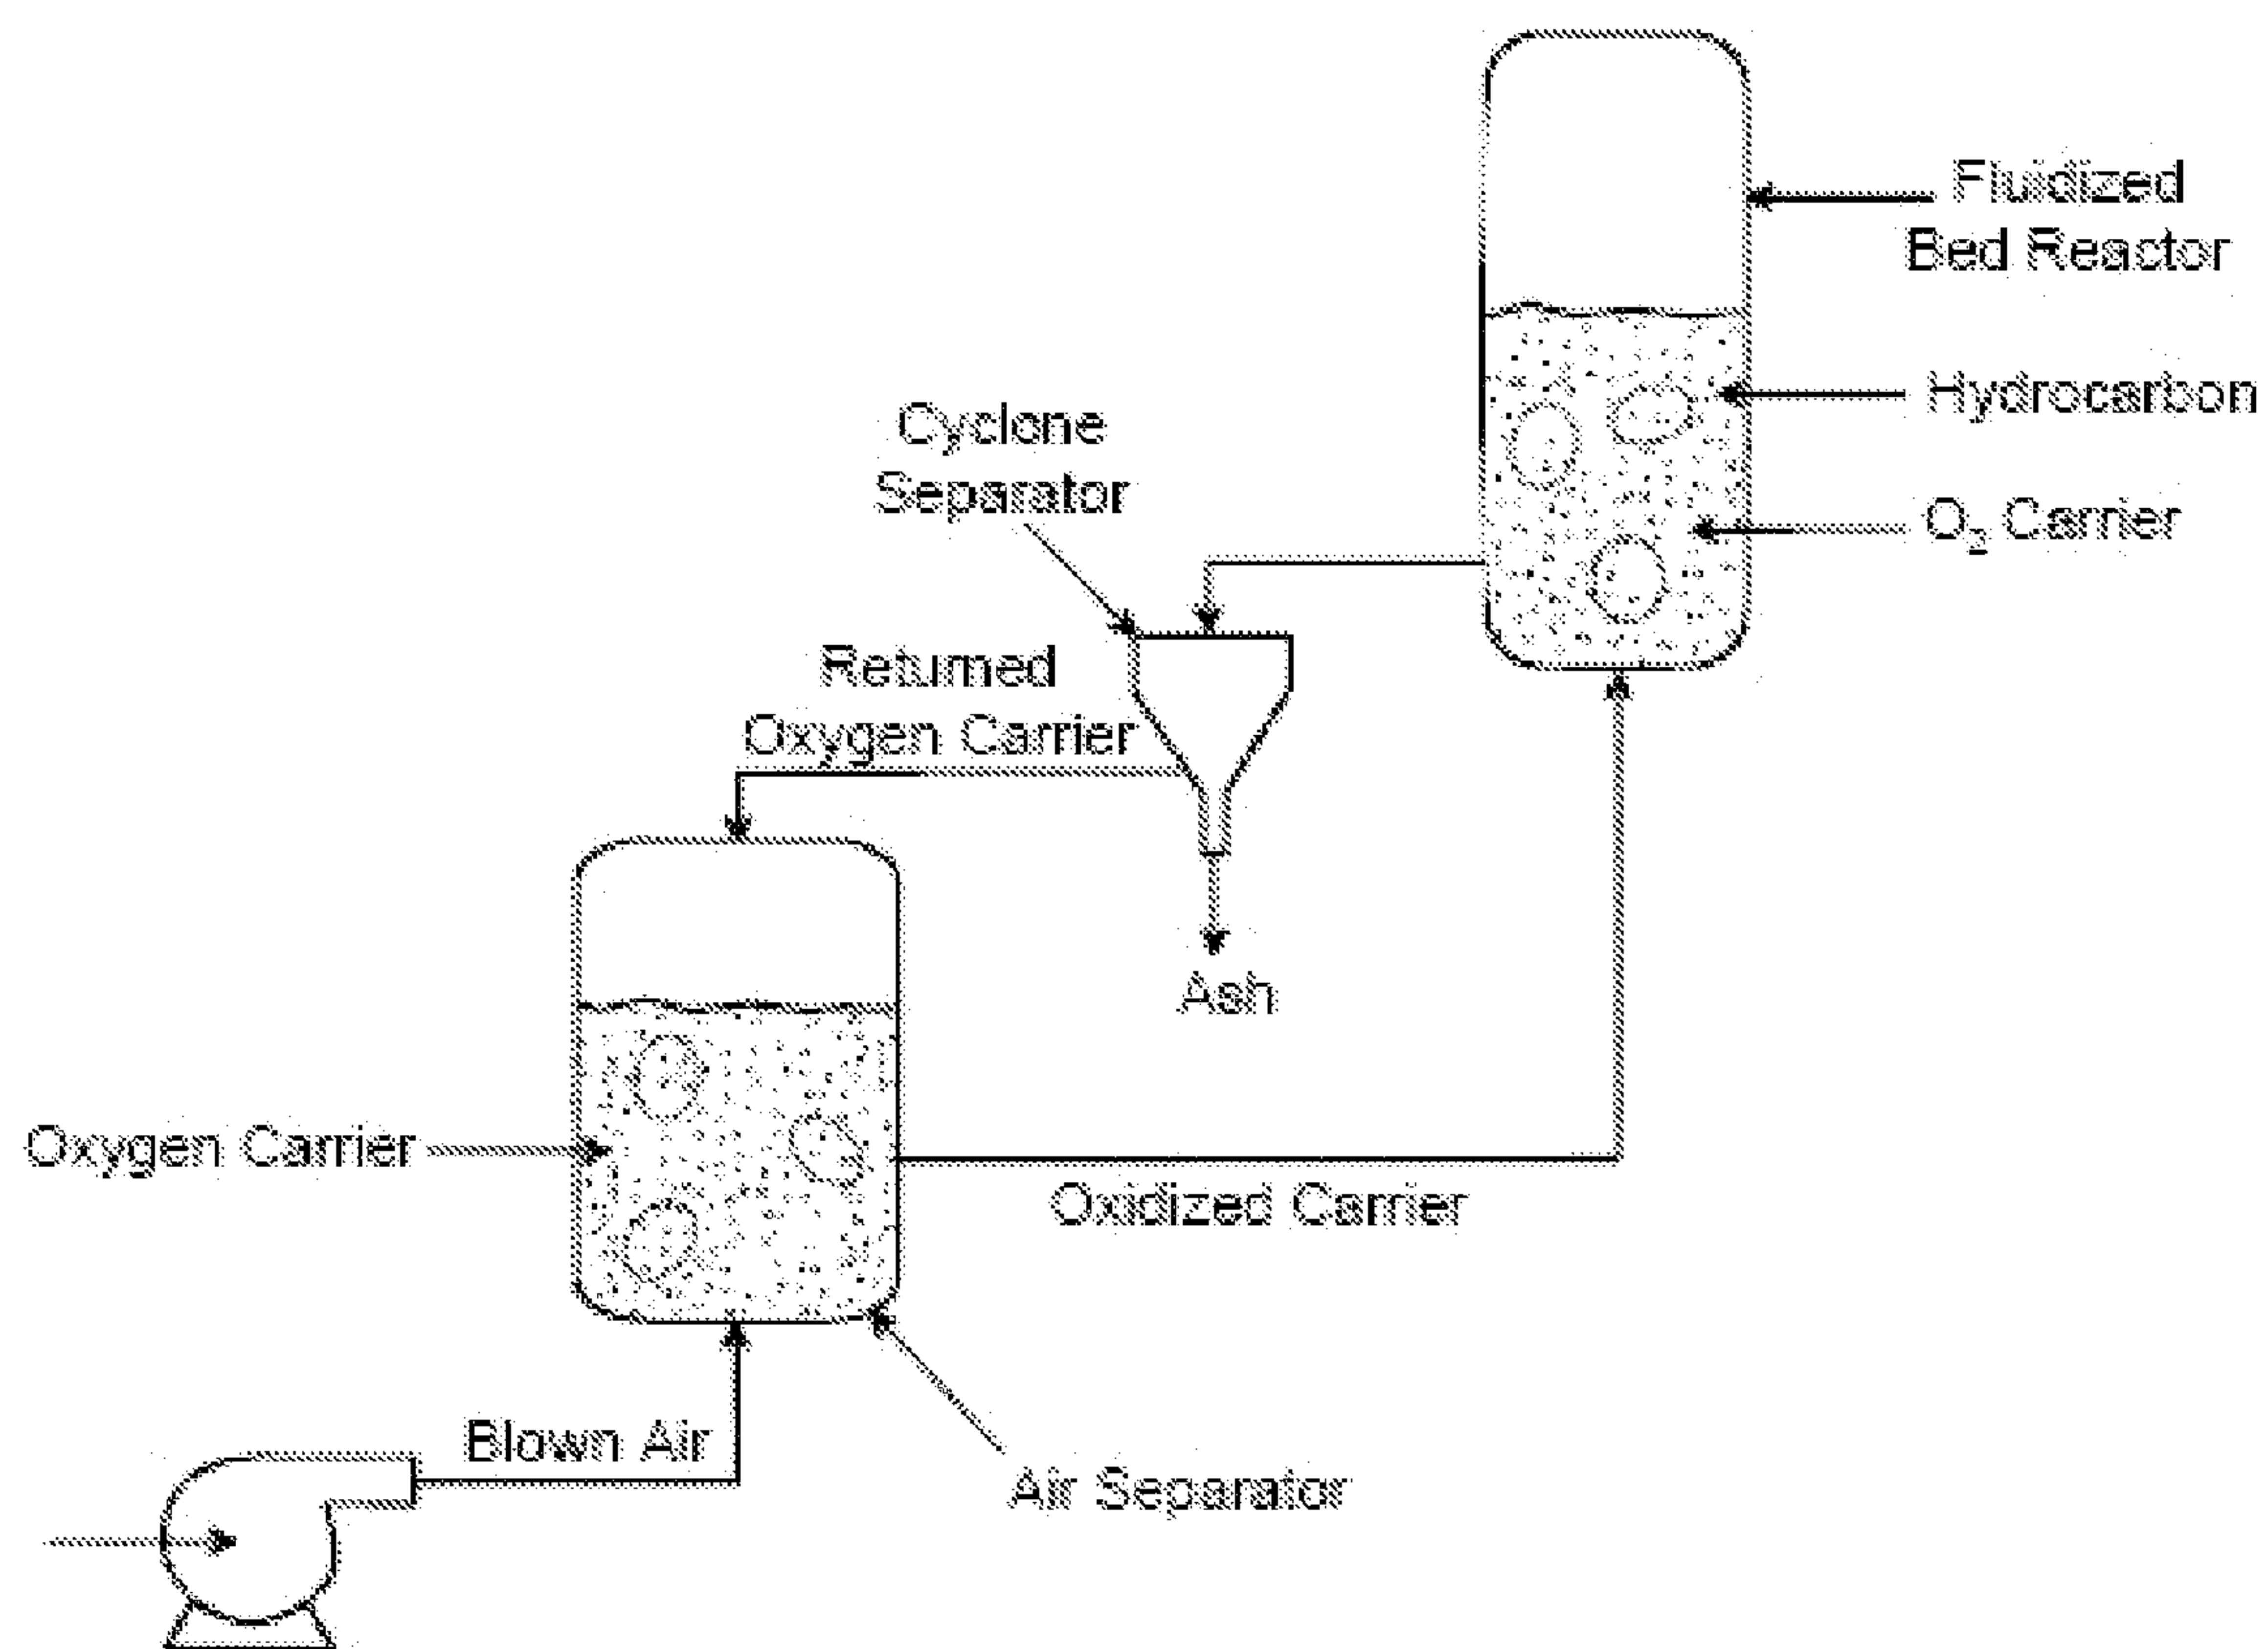 Fluidized
Bed Reactor
Hydrocarbon
Cyclone
Separator
O₂ Carrier
Returned
Oxygen Carrier
Ash
Oxygen Carrier
Oxidized Carrier
Blown Air
Air Separator